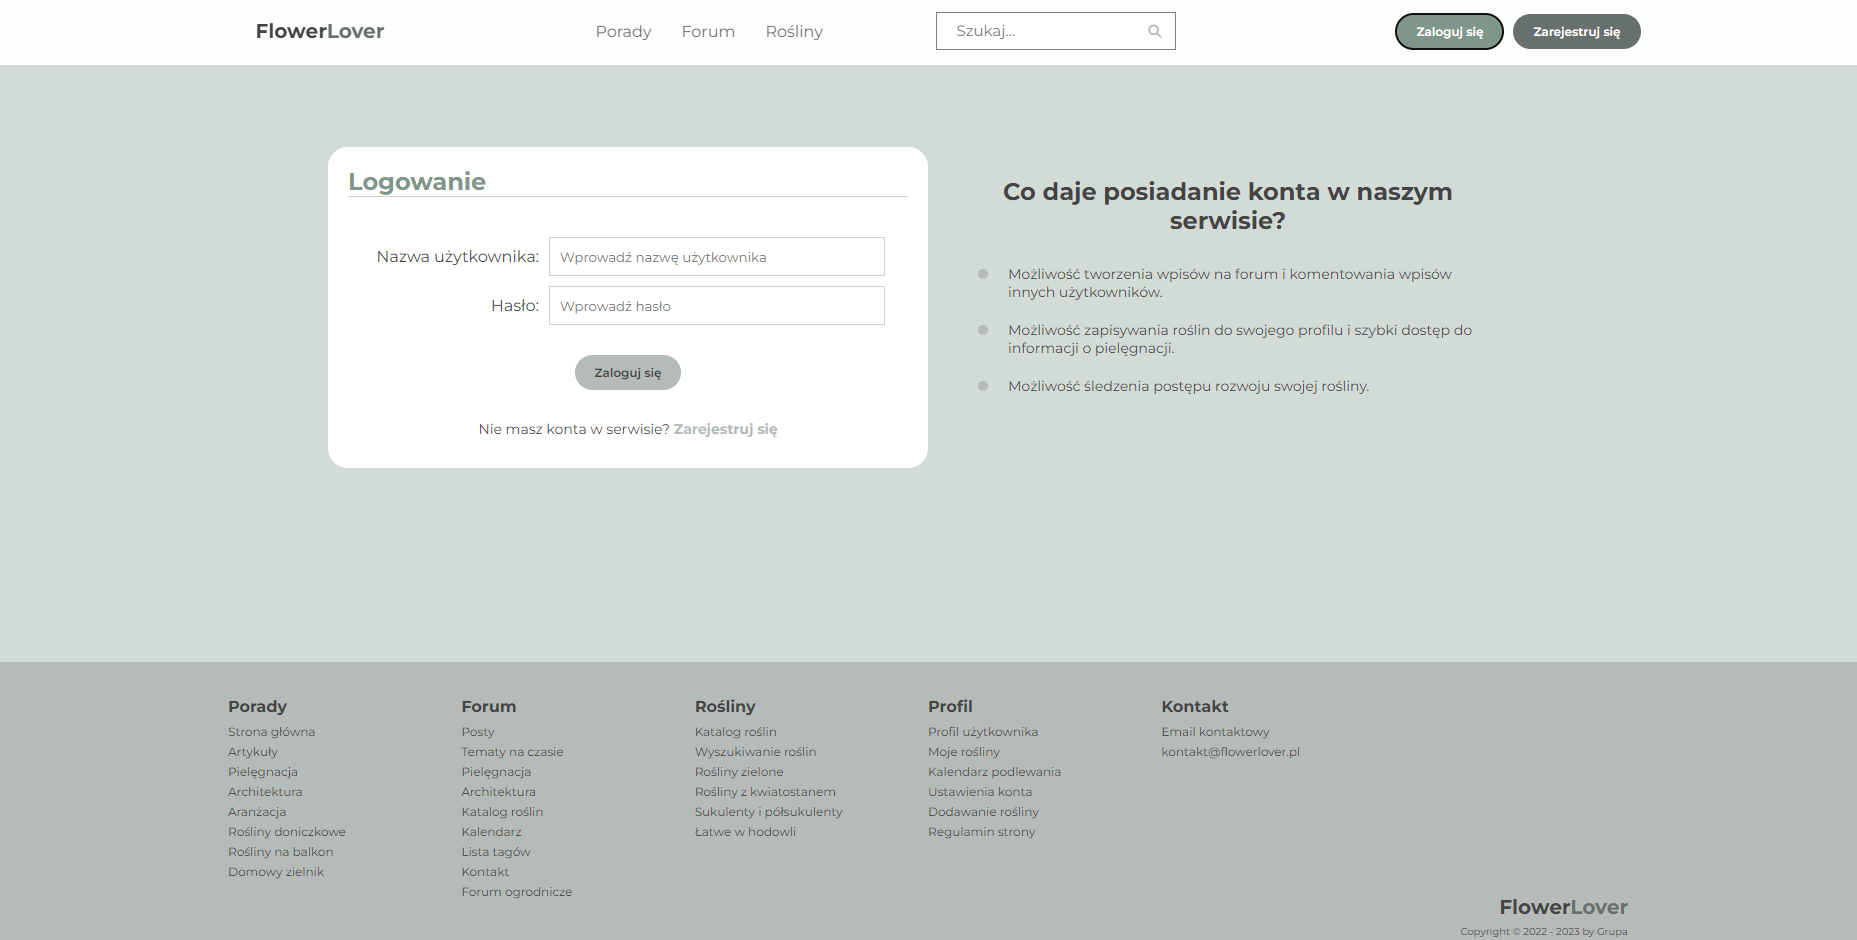 FlowerLover
Porady Forum Rośliny
Szukaj...
Zaloguj się
Zarejestruj się
Logowanie
Nazwa użytkownika:
Wprowadź nazwę użytkownika
Hasło:
Wprowadź hasło
Zaloguj się
Nie masz konta w serwisie? Zarejestruj się
Co daje posiadanie konta w naszym
serwisie?
Możliwość tworzenia wpisów na forum i komentowania wpisów
innych użytkowników.
Możliwość zapisywania roślin do swojego profilu i szybki dostęp do
informacji o pielęgnacji.
Możliwość śledzenia postępu rozwoju swojej rośliny.
Porady
Strona główna
Artykuły
Pielęgnacja
Architektura
Aranżacja
Rośliny doniczkowe
Rośliny na balkon
Domowy zielnik
Forum
Posty
Tematy na czasie
Pielęgnacja
Architektura
Katalog roślin
Kalendarz
Lista tagów
Kontakt
Forum ogrodnicze
Rośliny
Katalog roślin
Wyszukiwanie roślin
Rośliny zielone
Rośliny z kwiatostanem
Sukulenty i półsukulenty
Łatwe w hodowli
Profil
Profil użytkownika
Moje rośliny
Kalendarz podlewania
Ustawienia konta
Dodawanie rośliny
Regulamin strony
Kontakt
Email kontaktowy
kontakt@flowerlover.pl
FlowerLover
Copyright © 2022 - 2023 by Grupa